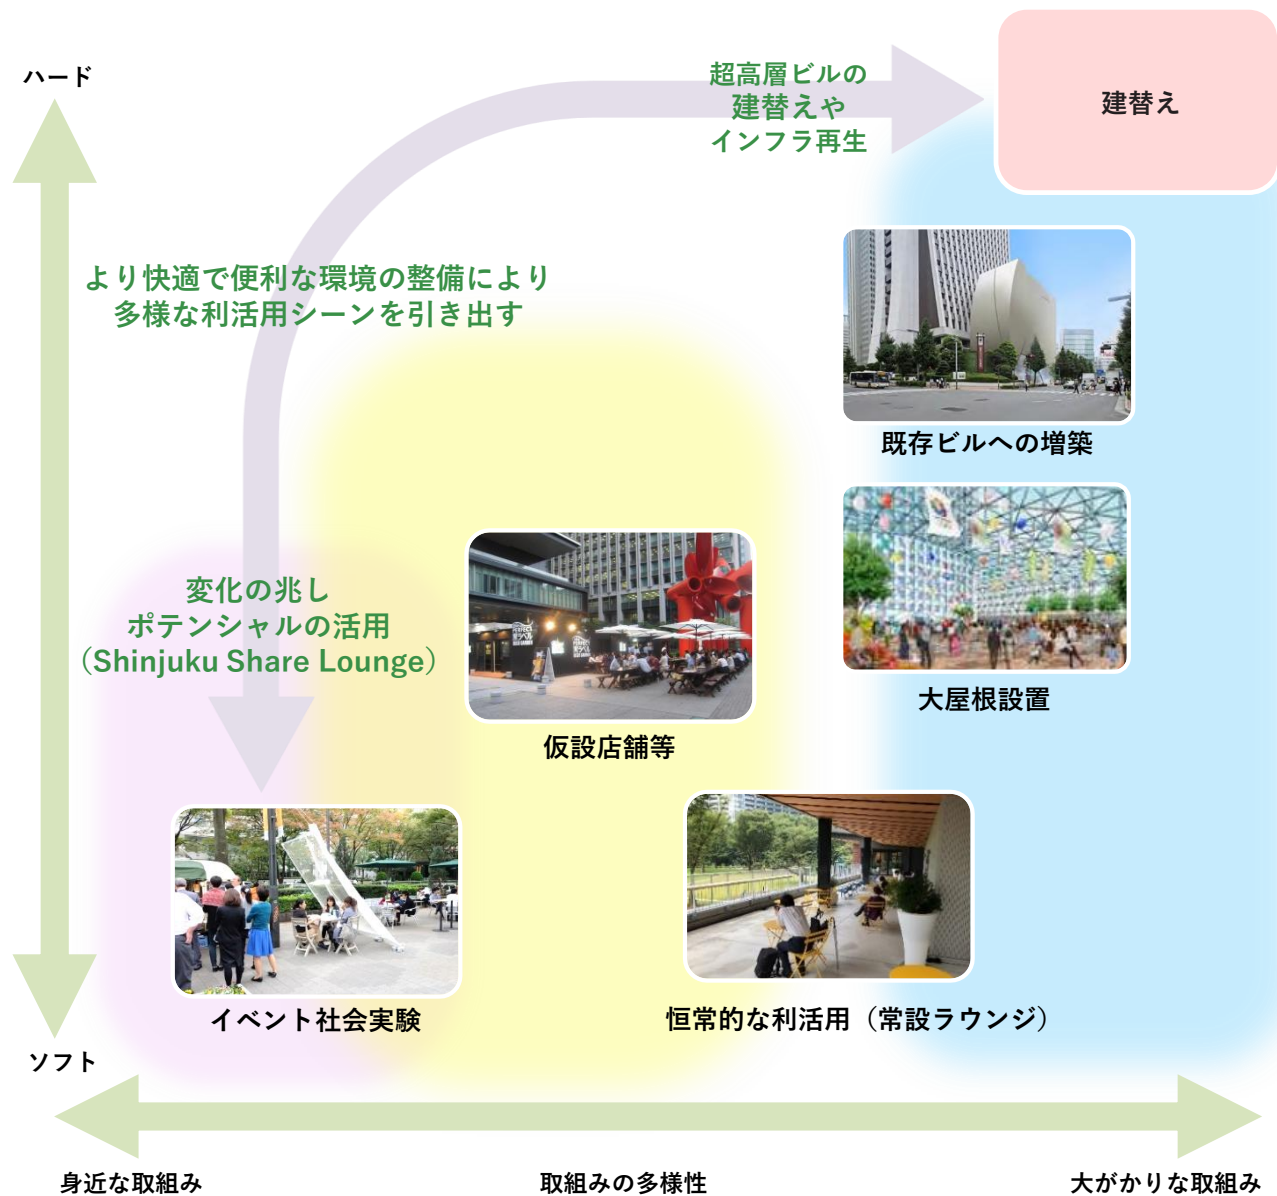 ハード
超高層ビルの
建替えや
インフラ再生
建替え
より快適で便利な環境の整備により
多様な利活用シーンを引き出す
既存ビルへの増築
変化の兆し
ポテンシャルの活用
（Shinjuku Share Lounge）
大屋根設置
仮設店舗等
イベント社会実験
恒常的な利活用（常設ラウンジ）
ソフト
身近な取組み
取組みの多様性
大がかりな取組み